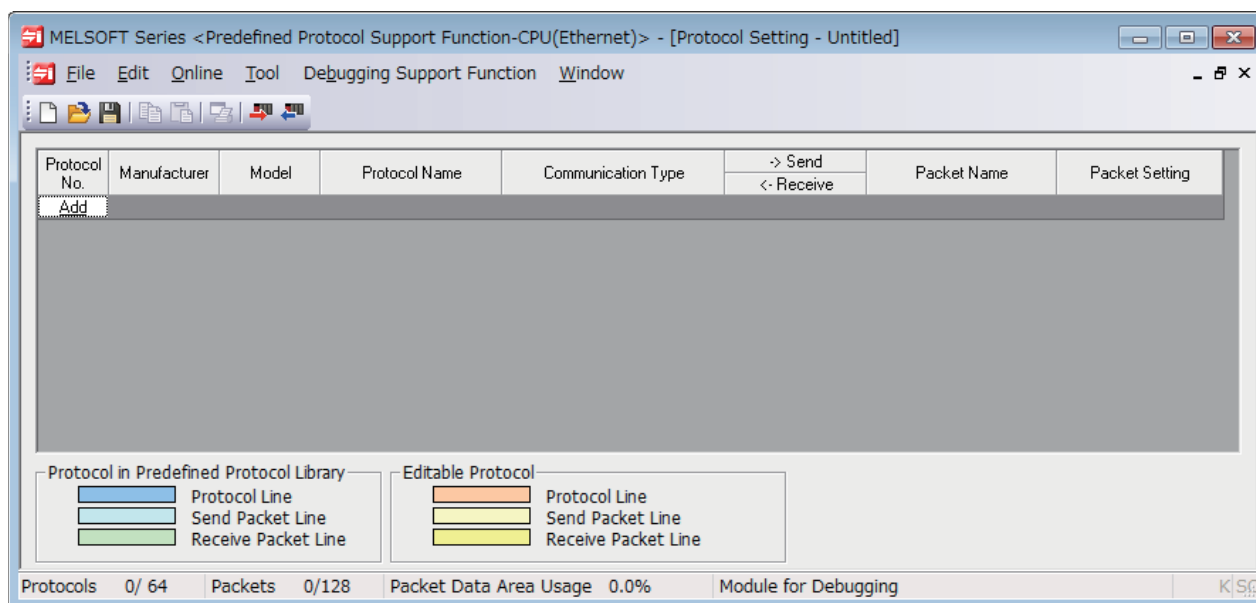 MELSOFT Series <Predefined Protocol Support Function-CPU(Ethernet)> - [Protocol Setting - Untitled]
File Edit Online Tool Debugging Support Function Window
Protocol No. Manufacturer Model Protocol Name Communication Type -> Send <- Receive Packet Name Packet Setting
Add
Protocol in Predefined Protocol Library Editable Protocol
Protocol Line Protocol Line
Send Packet Line Send Packet Line
Receive Packet Line Receive Packet Line
Protocols 0/ 64 Packets 0/128 Packet Data Area Usage 0.0% Module for Debugging